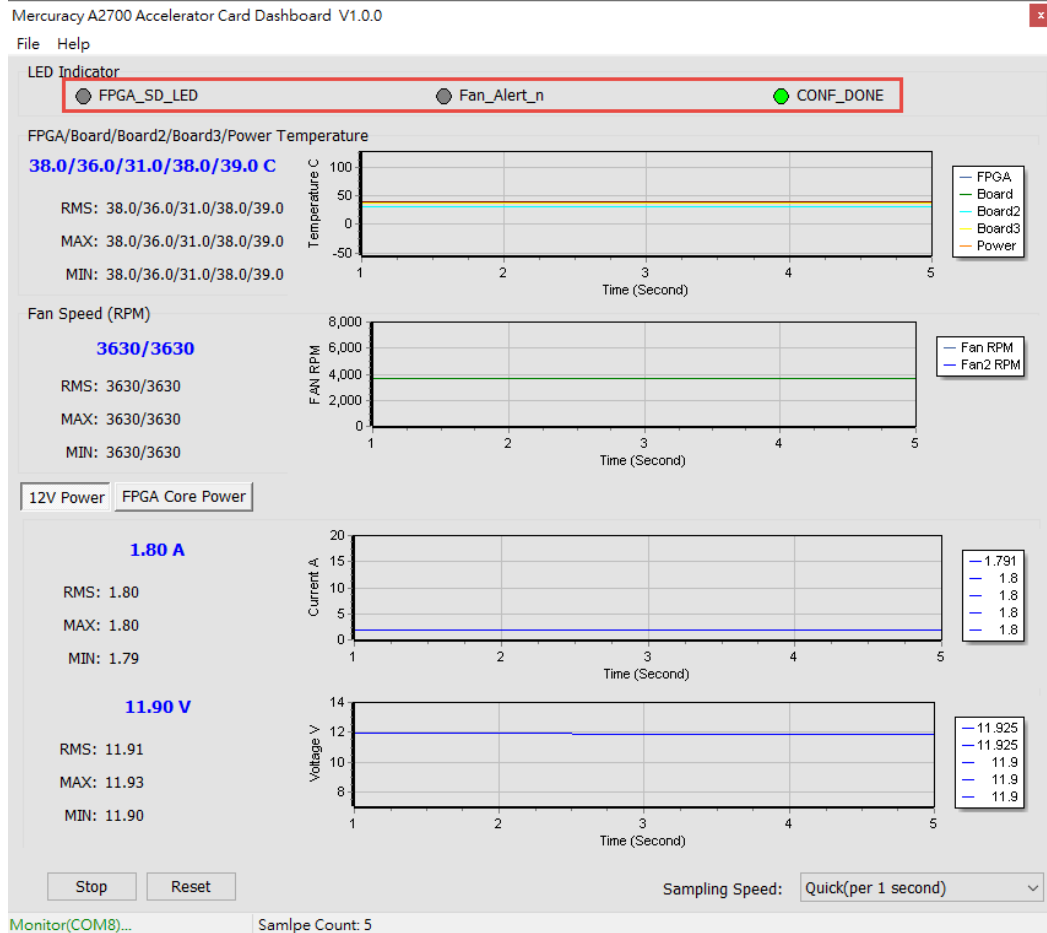 Mercuracy A2700 Accelerator Card Dashboard V1.0.0
x
File Help
LED Indicator
FPGA_SD_LED Fan_Alert_n CONF_DONE
FPGA/Board/Board2/Board3/Power Temperature
38.0/36.0/31.0/38.0/39.0 C
RMS: 38.0/36.0/31.0/38.0/39.0
MAX: 38.0/36.0/31.0/38.0/39.0
MIN: 38.0/36.0/31.0/38.0/39.0
Temperature C
100
50
0
-50
1 2 3 4 5
Time (Second)
FPGA
Board
Board2
Board3
Power
Fan Speed (RPM)
3630/3630
RMS: 3630/3630
MAX: 3630/3630
MIN: 3630/3630
FAN RPM
8,000
6,000
4,000
2,000
0
1 2 3 4 5
Time (Second)
Fan RPM
Fan2 RPM
12V Power FPGA Core Power
1.80 A
RMS: 1.80
MAX: 1.80
MIN: 1.79
Current A
20
15
10
5
0
1 2 3 4 5
Time (Second)
1.791
1.8
1.8
1.8
1.8
11.90 V
RMS: 11.91
MAX: 11.93
MIN: 11.90
Voltage V
14
12
10
8
1 2 3 4 5
Time (Second)
11.925
11.925
11.9
11.9
11.9
Stop Reset Sampling Speed: Quick(per 1 second)
Monitor(COM8)... Samlpe Count: 5